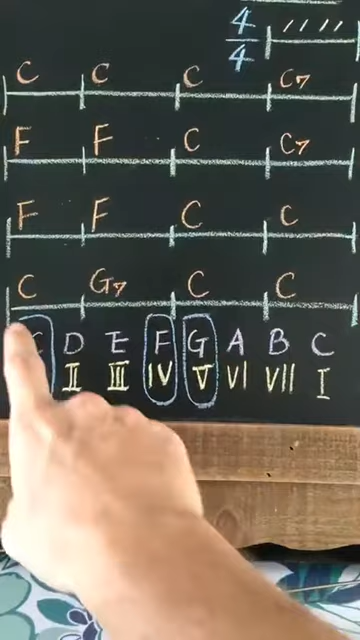 4/4 ////
C C C C7
F F C C7
F F C C
C G7 C C
C D E F G A B C
II III IV V VI VII I